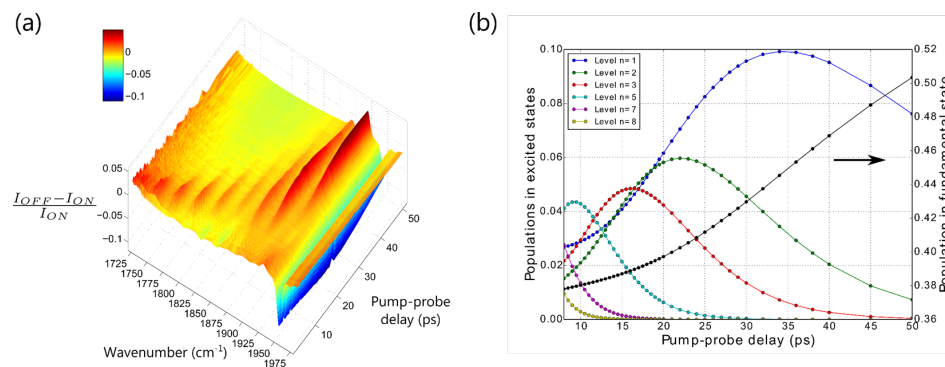 (a)
0
−0.05
−0.1
0.05
0
−0.05
−0.1
I_OFF − I_ON
I_ON
1725
1750
1775
1800
1825
1850
1875
1900
1925
1950
1975
Wavenumber (cm⁻¹)
10
20
30
40
50
Pump-probe
delay (ps)
(b)
Populations in excited states
0.10
0.08
0.06
0.04
0.02
0.00
Level n=1
Level n=2
Level n=3
Level n=5
Level n=7
Level n=8
10
15
20
25
30
35
40
45
50
Pump-probe delay (ps)
0.52
0.50
0.48
0.46
0.44
0.42
0.40
0.38
0.36
Population in fundamental state